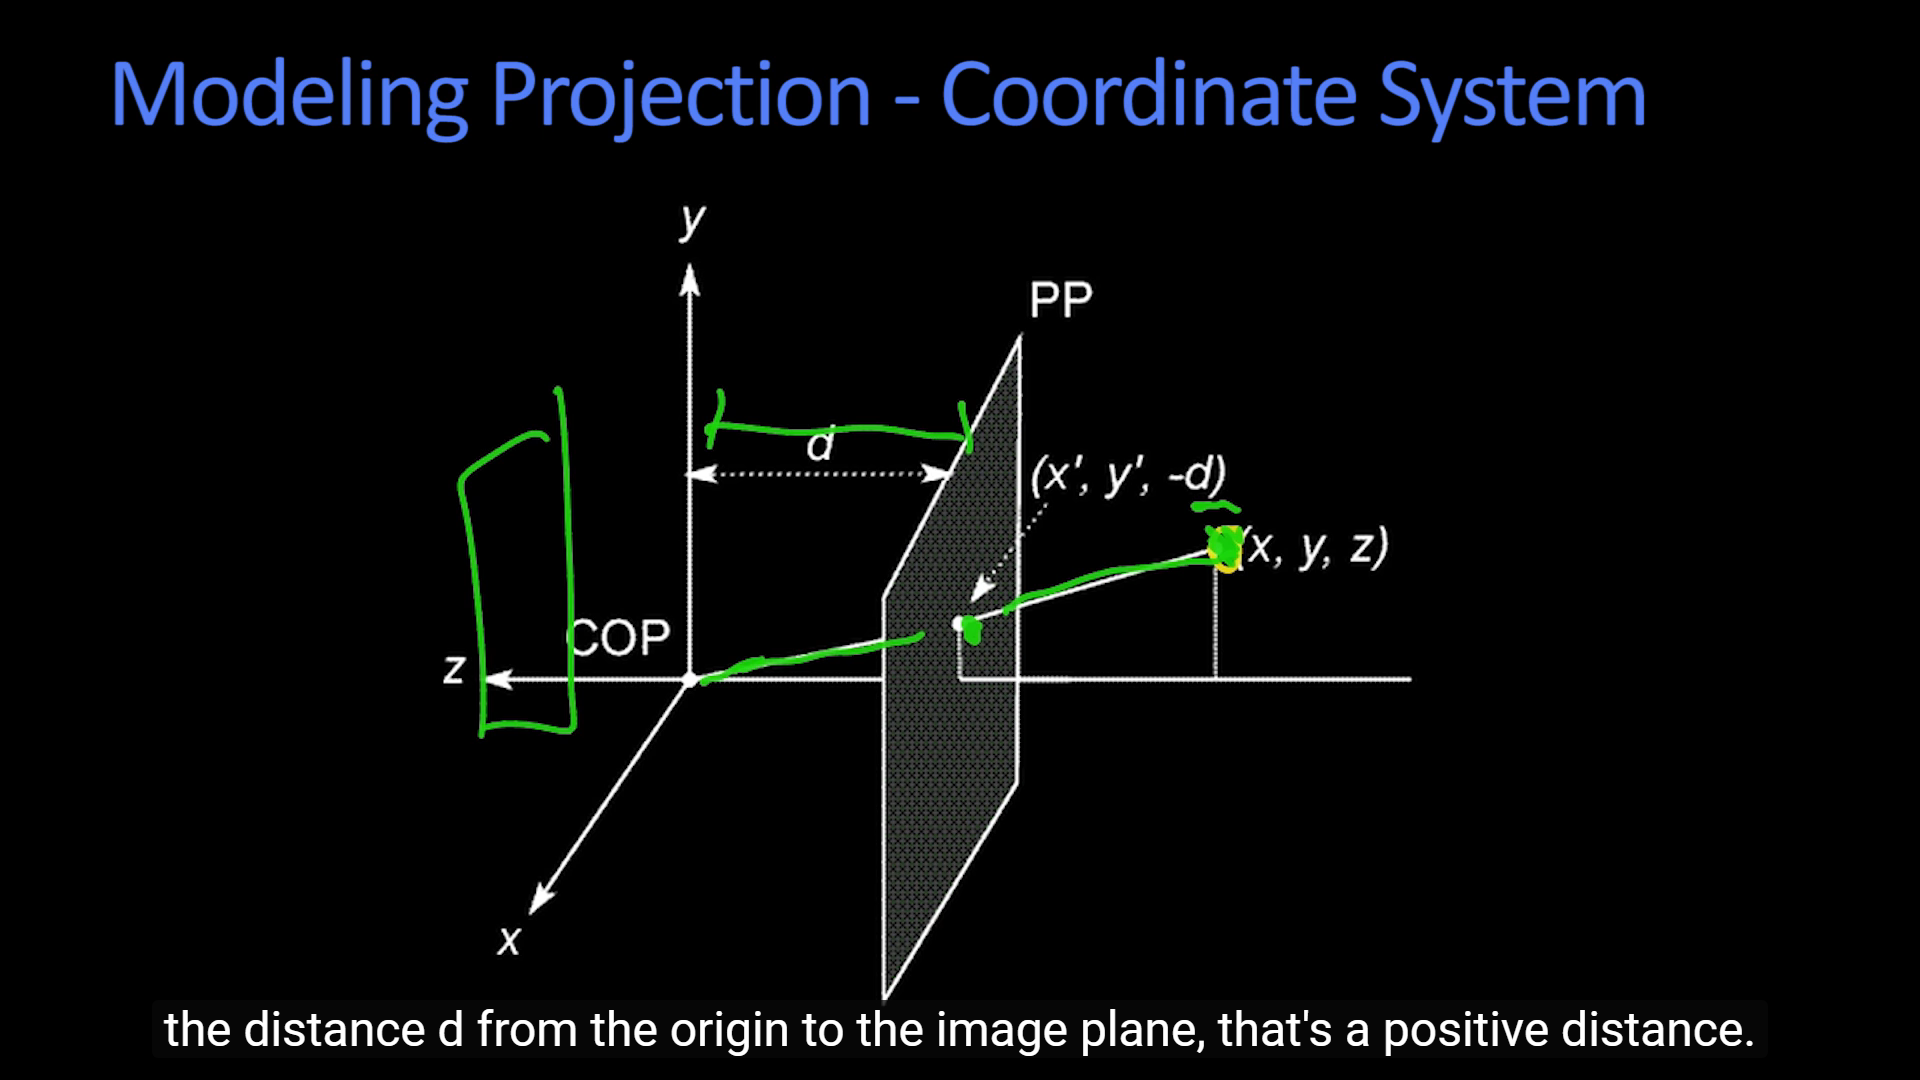 Modeling Projection - Coordinate System
y
PP
d
(x', y', -d)
(x, y, z)
COP
z
x
the distance d from the origin to the image plane, that's a positive distance.